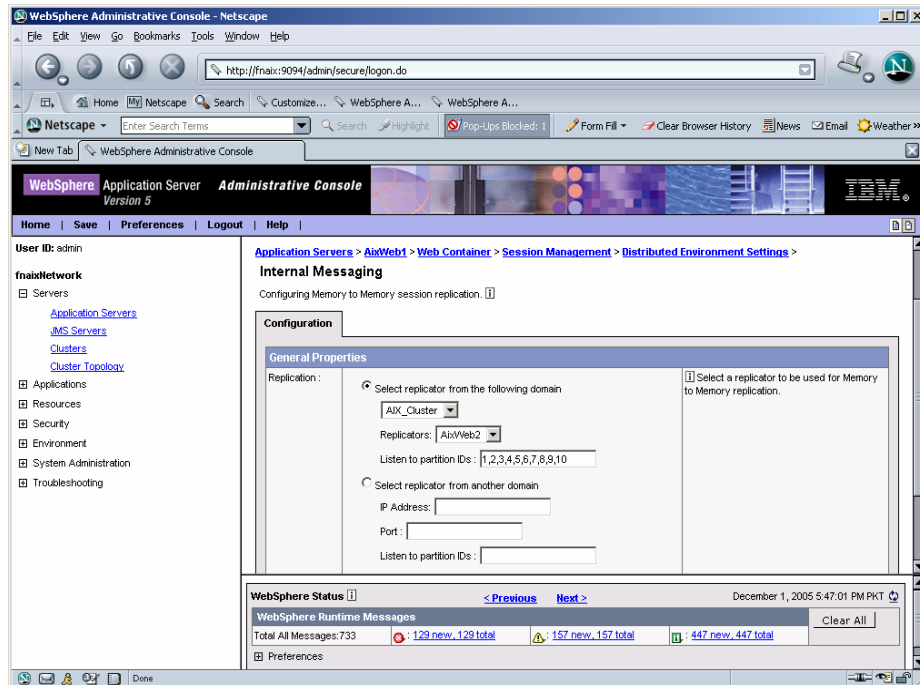 WebSphere Administrative Console - Netscape
File Edit View Go Bookmarks Tools Window Help
http://fnaix:9094/admin/secure/logon.do
Home My Netscape Search Customize... WebSphere A... WebSphere A...
Netscape Enter Search Terms Search Highlight Pop-Ups Blocked: 1 Form Fill Clear Browser History News Email Weather »
New Tab WebSphere Administrative Console
WebSphere Application Server Administrative Console
Version 5
IBM
Home | Save | Preferences | Logout | Help |
User ID: admin
fnaixNetwork
Servers
Application Servers
JMS Servers
Clusters
Cluster Topology
Applications
Resources
Security
Environment
System Administration
Troubleshooting
Application Servers > AixWeb1 > Web Container > Session Management > Distributed Environment Settings >
Internal Messaging
Configuring Memory to Memory session replication. i
Configuration
General Properties
Replication :
Select replicator from the following domain
AIX_Cluster
Replicators: AixWeb2
Listen to partition IDs : 1,2,3,4,5,6,7,8,9,10
Select replicator from another domain
IP Address:
Port :
Listen to partition IDs :
i Select a replicator to be used for Memory
to Memory replication.
WebSphere Status i < Previous Next > December 1, 2005 5:47:01 PM PKT
WebSphere Runtime Messages
Clear All
Total All Messages:733 : 129 new, 129 total : 157 new, 157 total : 447 new, 447 total
Preferences
Done